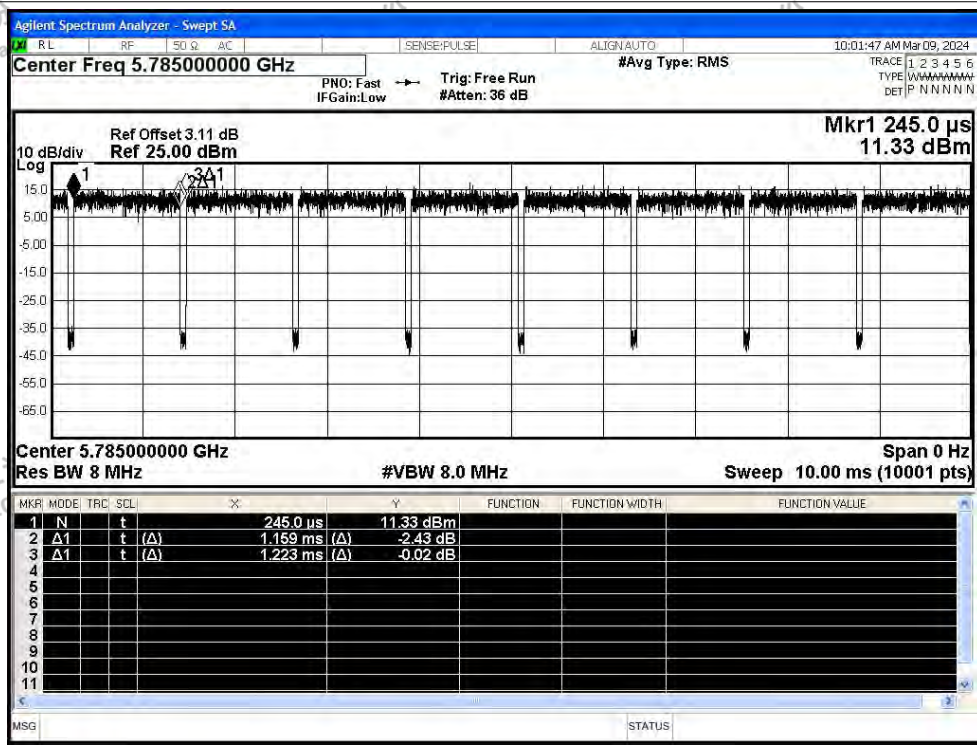 Agilent Spectrum Analyzer - Swept SA
RL RF 50 Ω AC SENSE:PULSE ALIGN AUTO 10:01:47 AM Mar 09, 2024
Center Freq 5.785000000 GHz
PNO: Fast
IFGain:Low
Trig: Free Run
#Atten: 36 dB
#Avg Type: RMS
TRACE 1 2 3 4 5 6
TYPE WWWWWW
DET P N N N N N
Ref Offset 3.11 dB
10 dB/div Ref 25.00 dBm
Log
Mkr1 245.0 µs
11.33 dBm
1
2Δ1
3Δ1
15.0
5.00
-5.00
-15.0
-25.0
-35.0
-45.0
-55.0
-65.0
Center 5.785000000 GHz Span 0 Hz
Res BW 8 MHz #VBW 8.0 MHz Sweep 10.00 ms (10001 pts)
MKR MODE TRC SCL X Y FUNCTION FUNCTION WIDTH FUNCTION VALUE
1 N t 245.0 µs 11.33 dBm
2 Δ1 t (Δ) 1.159 ms (Δ) -2.43 dB
3 Δ1 t (Δ) 1.223 ms (Δ) -0.02 dB
4
5
6
7
8
9
10
11
MSG STATUS